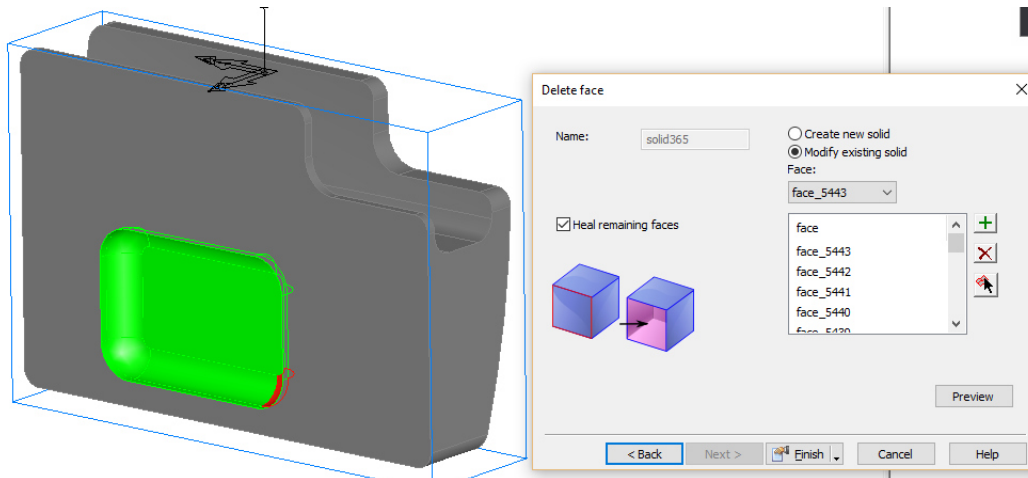 Delete face
Name:
solid365
Create new solid
Modify existing solid
Face:
face_5443
Heal remaining faces
face
face_5443
face_5442
face_5441
face_5440
Preview
< Back
Next >
Finish
Cancel
Help